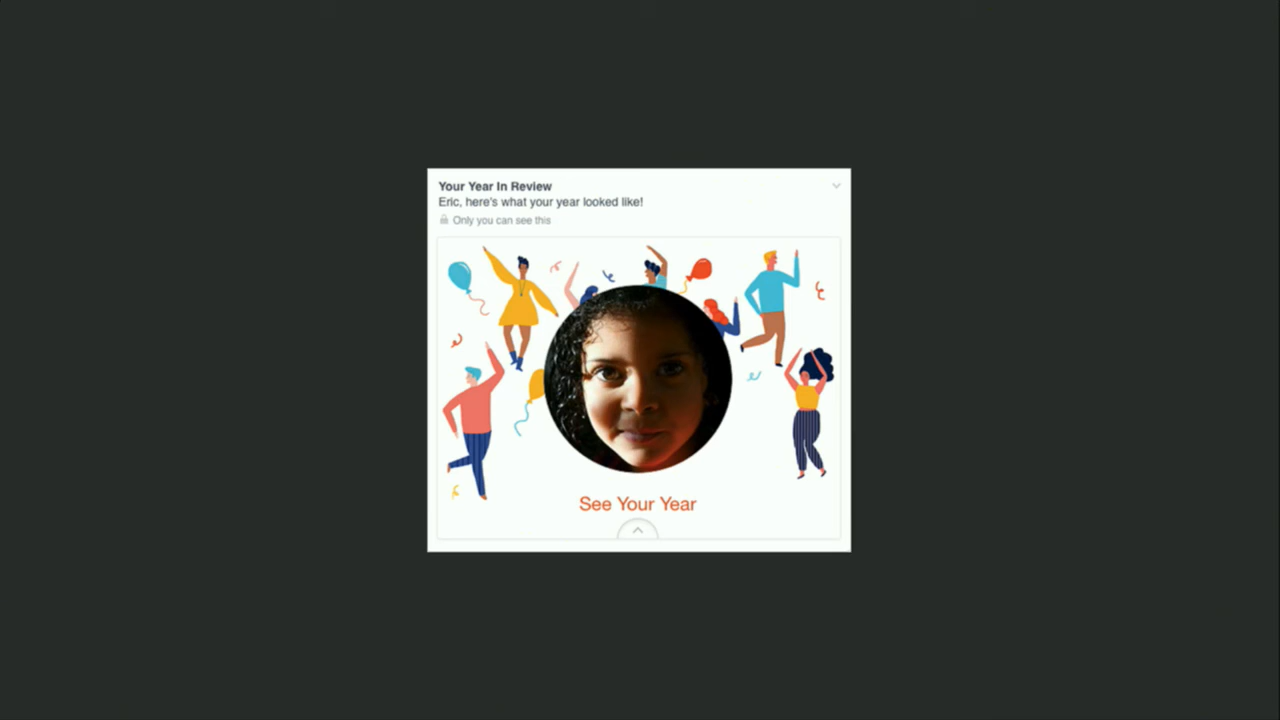 Your Year In Review
Eric, here's what your year looked like!
Only you can see this
See Your Year